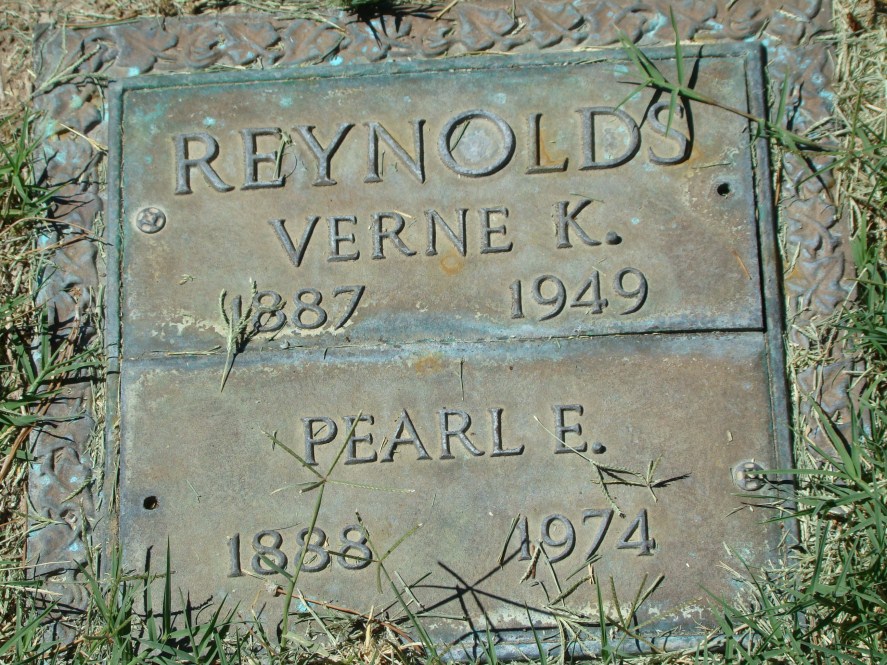 REYNOLDS
VERNE K.
1887 1949
PEARL E.
1888 1974